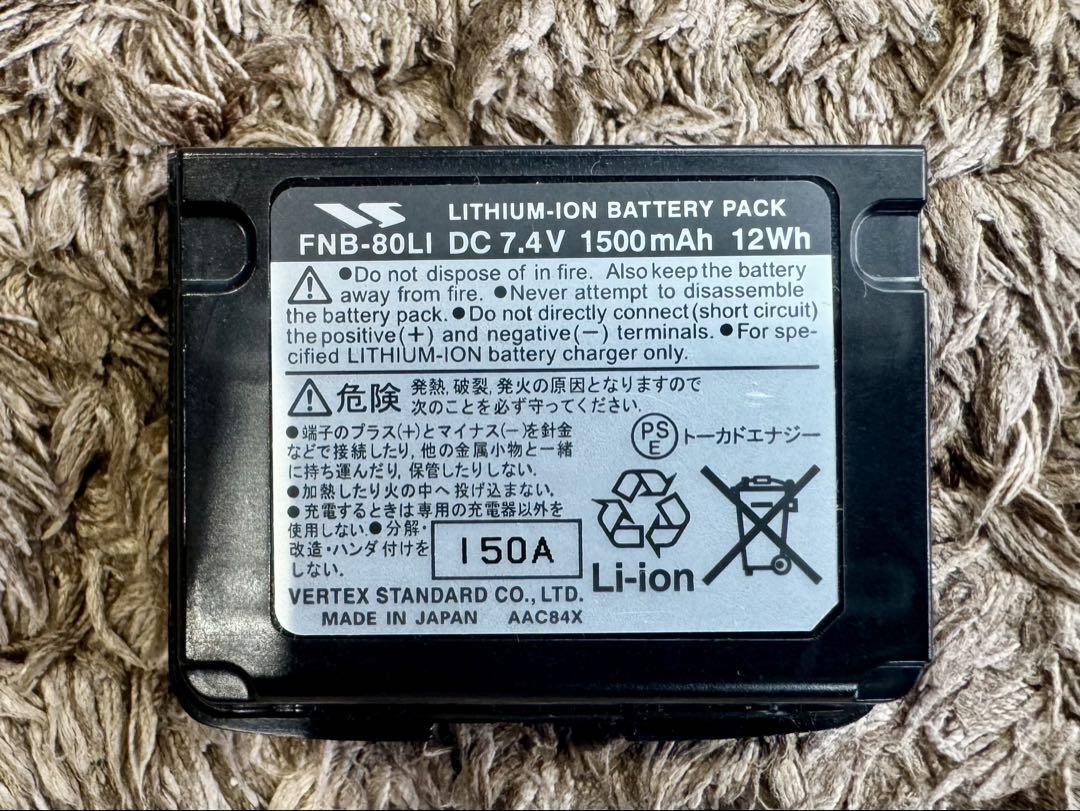 VS LITHIUM-ION BATTERY PACK
FNB-80LI DC 7.4V 1500mAh 12Wh
●Do not dispose of in fire. Also keep the battery
away from fire. ●Never attempt to disassemble
the battery pack. ●Do not directly connect (short circuit)
the positive(+) and negative(−) terminals. ●For spe-
cified LITHIUM-ION battery charger only.
危険 発熱,破裂,発火の原因となりますので
次のことを必ず守ってください.
●端子のプラス(+)とマイナス(−)を針金
などで接続したり,他の金属小物と一緒
に持ち運んだり,保管したりしない.
●加熱したり火の中へ投げ込まない.
●充電するときは専用の充電器以外を
使用しない.●分解・
改造・ハンダ付けを
しない.
PSE トーカドエナジー
150A
Li-ion
VERTEX STANDARD CO., LTD.
MADE IN JAPAN AAC84X